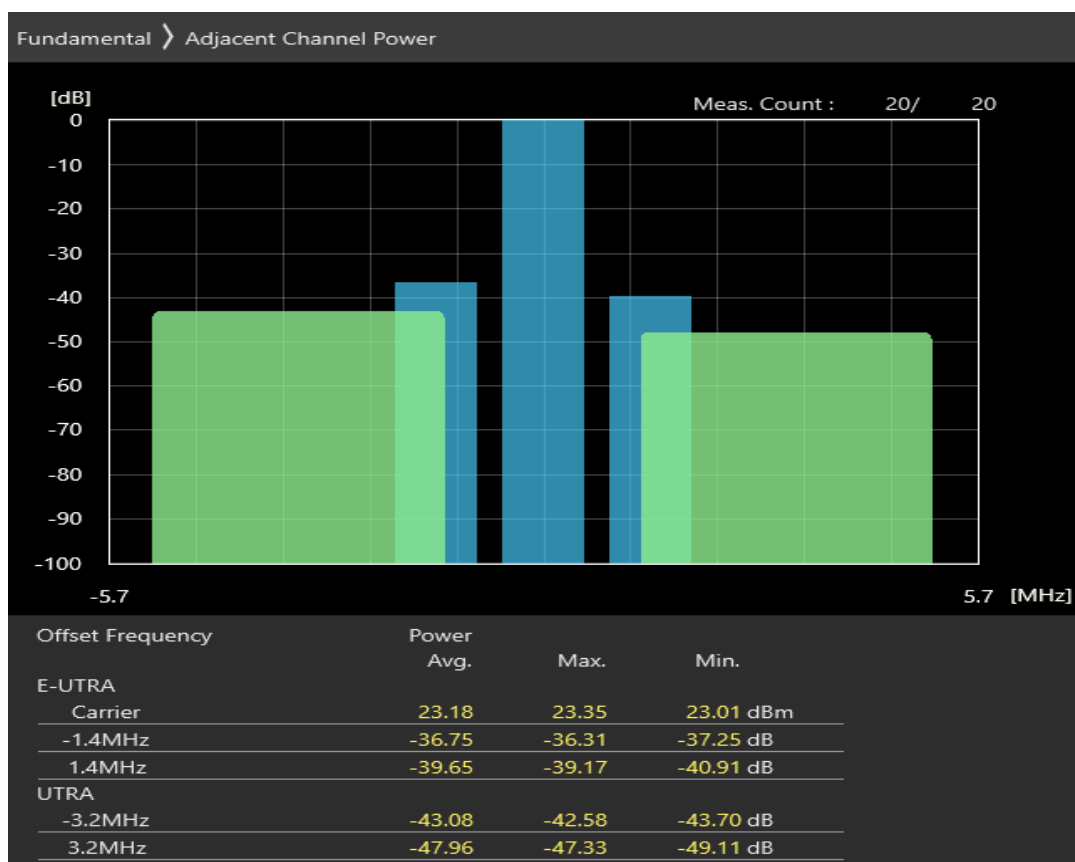 Fundamental 〉 Adjacent Channel Power
[dB]
Meas. Count : 20/ 20
0
-10
-20
-30
-40
-50
-60
-70
-80
-90
-100
-5.7 5.7 [MHz]
Offset Frequency Power
Avg. Max. Min.
E-UTRA
Carrier 23.18 23.35 23.01 dBm
-1.4MHz -36.75 -36.31 -37.25 dB
1.4MHz -39.65 -39.17 -40.91 dB
UTRA
-3.2MHz -43.08 -42.58 -43.70 dB
3.2MHz -47.96 -47.33 -49.11 dB